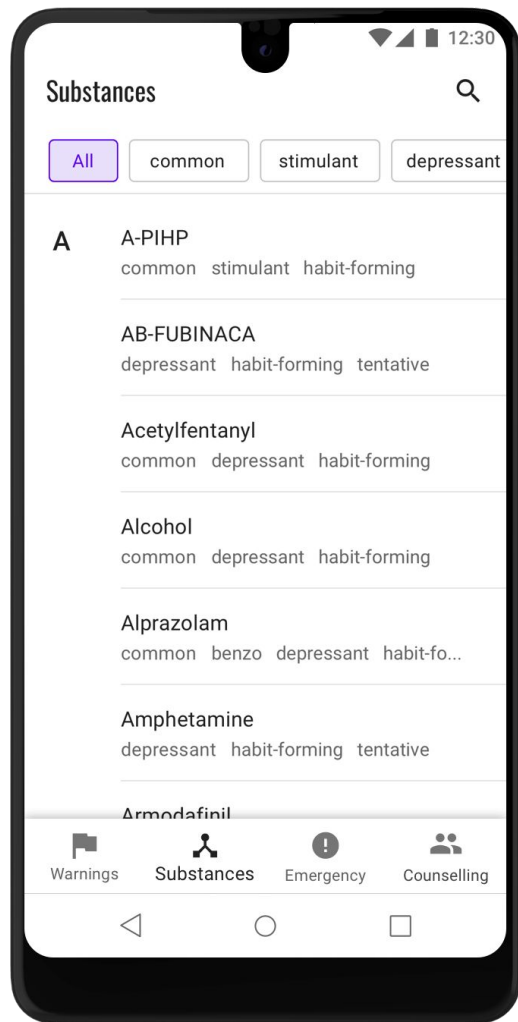 12:30
Substances
All common stimulant depressant
A A-PIHP
common stimulant habit-forming
AB-FUBINACA
depressant habit-forming tentative
Acetylfentanyl
common depressant habit-forming
Alcohol
common depressant habit-forming
Alprazolam
common benzo depressant habit-fo...
Amphetamine
depressant habit-forming tentative
Armodafinil
Warnings Substances Emergency Counselling